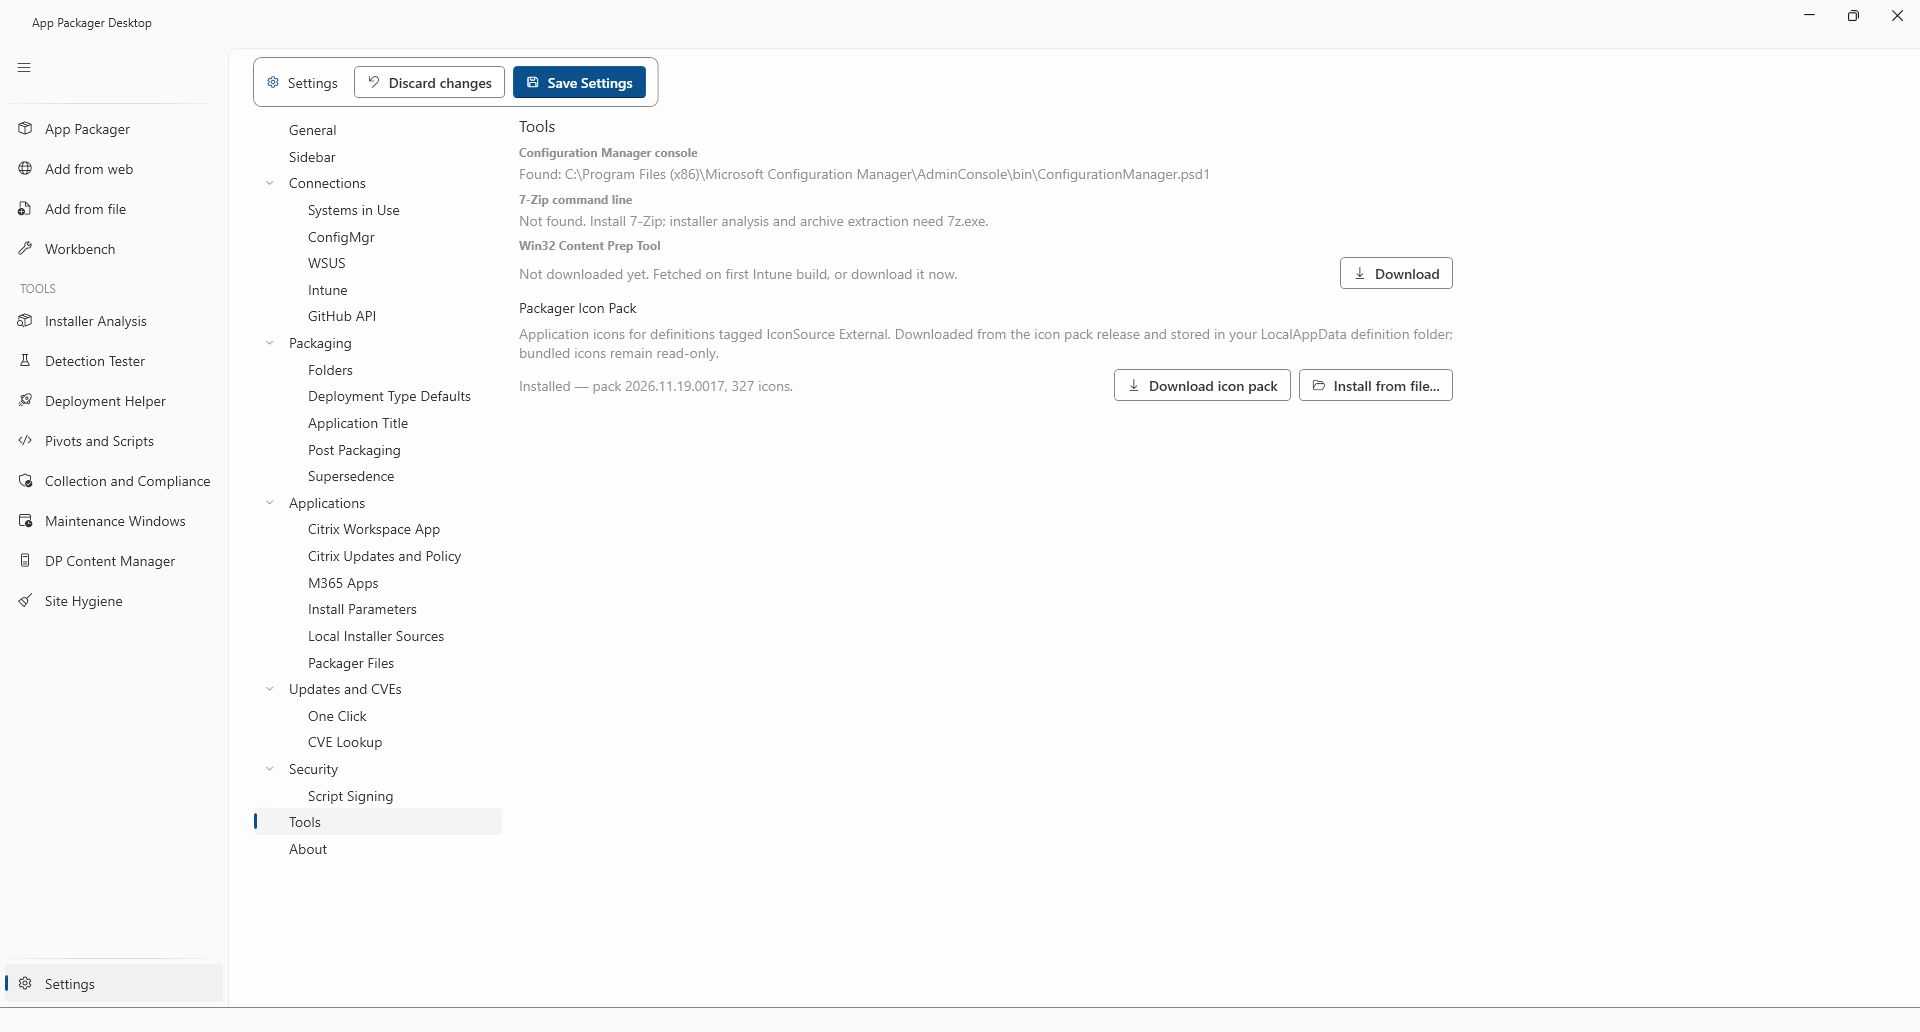 App Packager Desktop
Settings
Discard changes
Save Settings
App Packager
Add from web
Add from file
Workbench
TOOLS
Installer Analysis
Detection Tester
Deployment Helper
Pivots and Scripts
Collection and Compliance
Maintenance Windows
DP Content Manager
Site Hygiene
Settings
General
Sidebar
Connections
Systems in Use
ConfigMgr
WSUS
Intune
GitHub API
Packaging
Folders
Deployment Type Defaults
Application Title
Post Packaging
Supersedence
Applications
Citrix Workspace App
Citrix Updates and Policy
M365 Apps
Install Parameters
Local Installer Sources
Packager Files
Updates and CVEs
One Click
CVE Lookup
Security
Script Signing
Tools
About
Tools
Configuration Manager console
Found: C:\Program Files (x86)\Microsoft Configuration Manager\AdminConsole\bin\ConfigurationManager.psd1
7-Zip command line
Not found. Install 7-Zip; installer analysis and archive extraction need 7z.exe.
Win32 Content Prep Tool
Not downloaded yet. Fetched on first Intune build, or download it now.
Download
Packager Icon Pack
Application icons for definitions tagged IconSource External. Downloaded from the icon pack release and stored in your LocalAppData definition folder;
bundled icons remain read-only.
Installed — pack 2026.11.19.0017, 327 icons.
Download icon pack
Install from file...